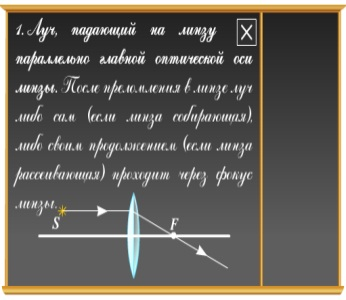 1. Луч, падающий на линзу
параллельно главной оптической оси
линзы. После преломления в линзе луч
либо сам (если линза собирающая),
либо своим продолжением (если линза
рассеивающая) проходит через фокус
линзы.
S
F